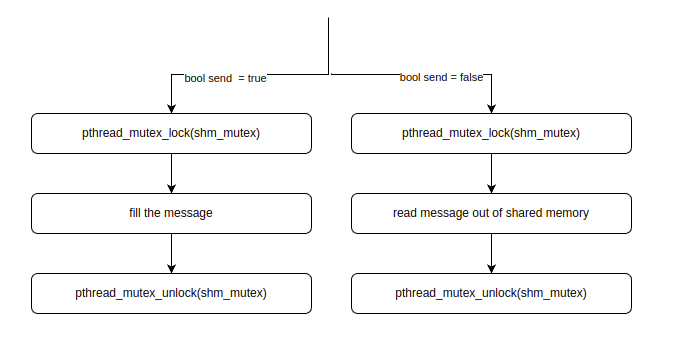 bool send = true
bool send = false
pthread_mutex_lock(shm_mutex)
pthread_mutex_lock(shm_mutex)
fill the message
read message out of shared memory
pthread_mutex_unlock(shm_mutex)
pthread_mutex_unlock(shm_mutex)